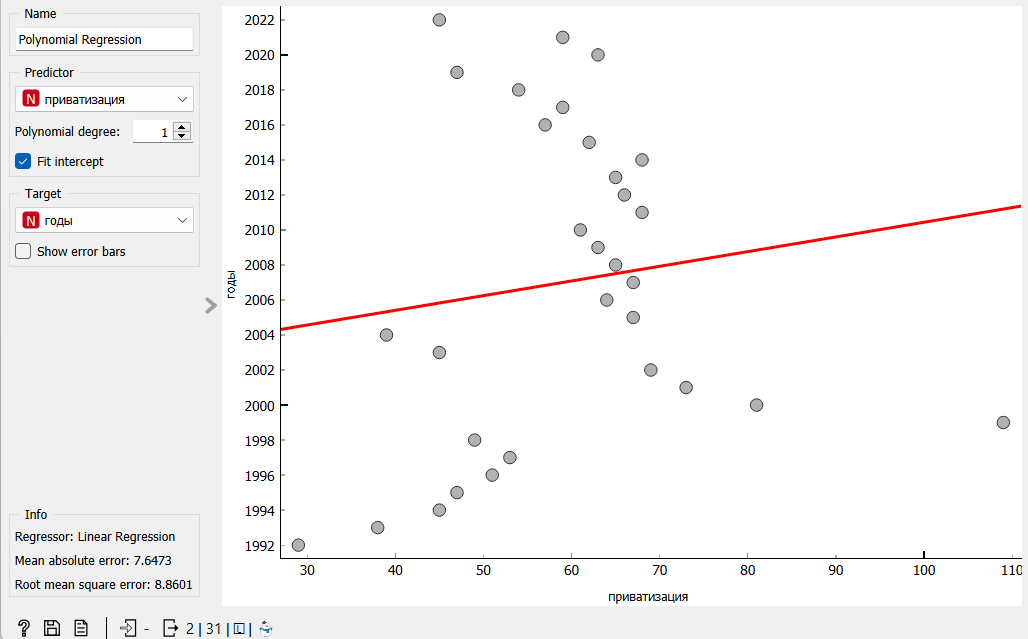 Name
Polynomial Regression
Predictor
N приватизация
Polynomial degree: 1
Fit intercept
Target
N годы
Show error bars
Info
Regressor: Linear Regression
Mean absolute error: 7.6473
Root mean square error: 8.8601
? - 2 | 31 | |
2022
2020
2018
2016
2014
2012
2010
2008
2006
2004
2002
2000
1998
1996
1994
1992
годы
30 40 50 60 70 80 90 100 110
приватизация